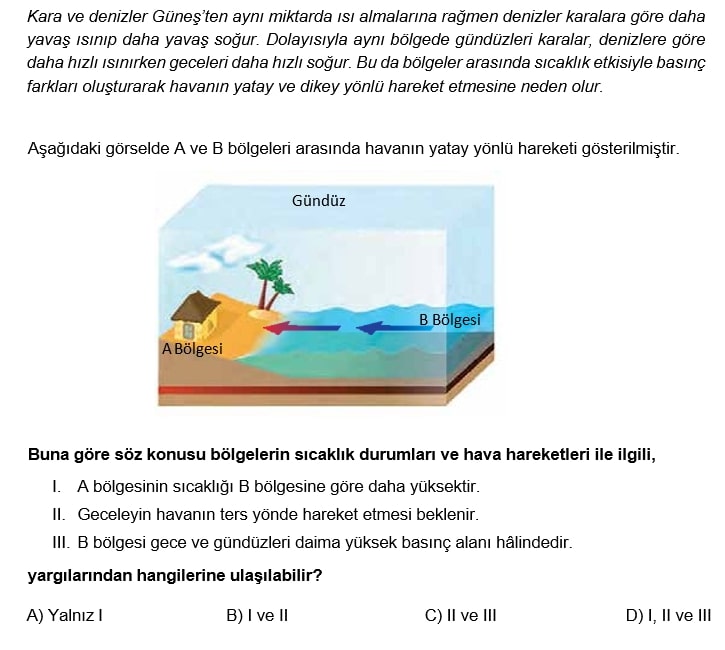 Kara ve denizler Güneş'ten aynı miktarda ısı almalarına rağmen denizler karalara göre daha
yavaş ısınıp daha yavaş soğur. Dolayısıyla aynı bölgede gündüzleri karalar, denizlere göre
daha hızlı ısınırken geceleri daha hızlı soğur. Bu da bölgeler arasında sıcaklık etkisiyle basınç
farkları oluşturarak havanın yatay ve dikey yönlü hareket etmesine neden olur.
Aşağıdaki görselde A ve B bölgeleri arasında havanın yatay yönlü hareketi gösterilmiştir.
Gündüz
B Bölgesi
A Bölgesi
Buna göre söz konusu bölgelerin sıcaklık durumları ve hava hareketleri ile ilgili,
I. A bölgesinin sıcaklığı B bölgesine göre daha yüksektir.
II. Geceleyin havanın ters yönde hareket etmesi beklenir.
III. B bölgesi gece ve gündüzleri daima yüksek basınç alanı hâlindedir.
yargılarından hangilerine ulaşılabilir?
A) Yalnız I B) I ve II C) II ve III D) I, II ve III